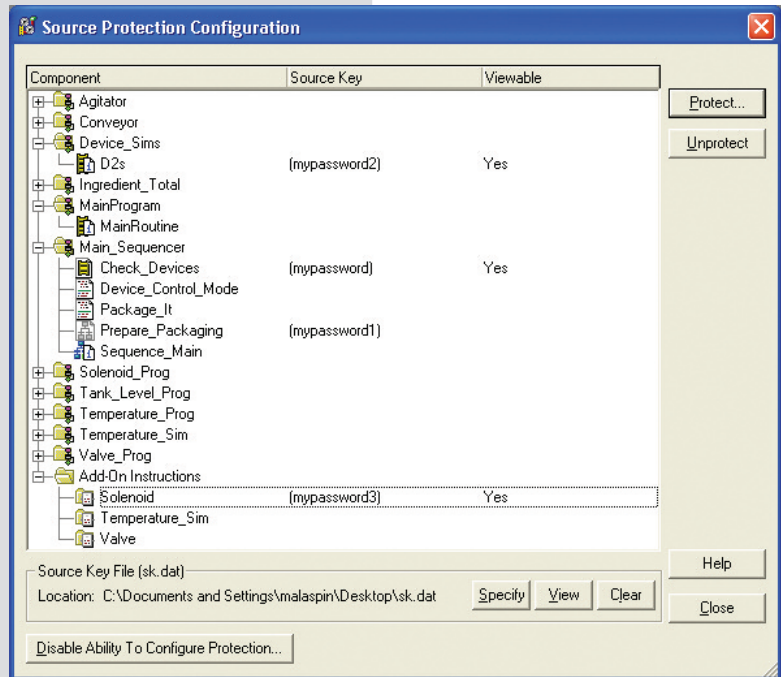 Source Protection Configuration
Component Source Key Viewable
Agitator
Conveyor
Device_Sims
D2s (mypassword2) Yes
Ingredient_Total
MainProgram
MainRoutine
Main_Sequencer
Check_Devices (mypassword) Yes
Device_Control_Mode
Package_It
Prepare_Packaging (mypassword1)
Sequence_Main
Solenoid_Prog
Tank_Level_Prog
Temperature_Prog
Temperature_Sim
Valve_Prog
Add-On Instructions
Solenoid (mypassword3) Yes
Temperature_Sim
Valve
Protect...
Unprotect
Source Key File (sk.dat)
Location: C:\Documents and Settings\malaspin\Desktop\sk.dat
Specify View Clear
Help
Close
Disable Ability To Configure Protection...